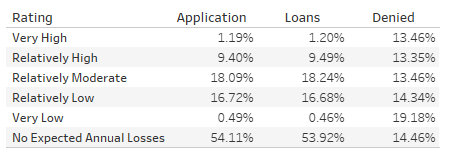 Rating Application Loans Denied
Very High 1.19% 1.20% 13.46%
Relatively High 9.40% 9.49% 13.35%
Relatively Moderate 18.09% 18.24% 13.46%
Relatively Low 16.72% 16.68% 14.34%
Very Low 0.49% 0.46% 19.18%
No Expected Annual Losses 54.11% 53.92% 14.46%